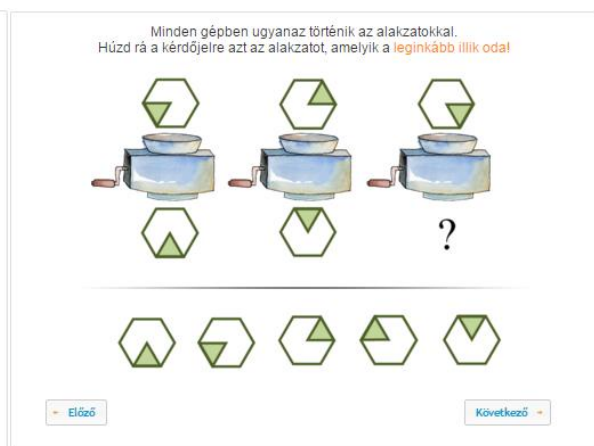 Minden gépben ugyanaz történik az alakzatokkal.
Húzd rá a kérdőjelre azt az alakzatot, amelyik a leginkább illik oda!
?
← Előző
Következő →